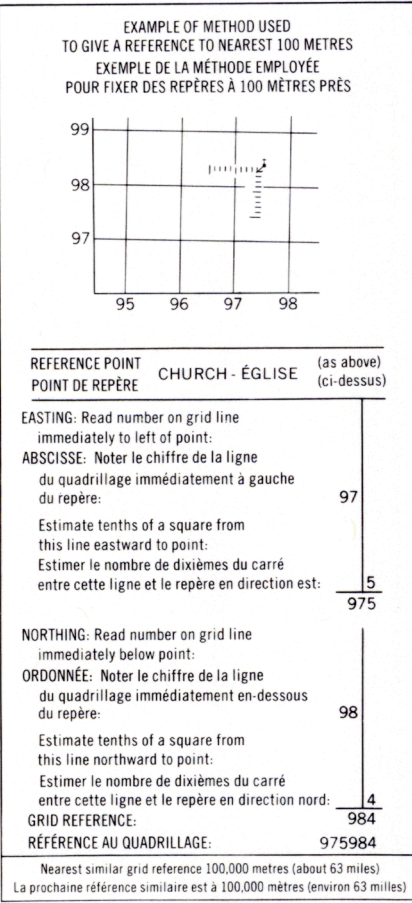 EXAMPLE OF METHOD USED
TO GIVE A REFERENCE TO NEAREST 100 METRES
EXEMPLE DE LA MÉTHODE EMPLOYÉE
POUR FIXER DES REPÈRES À 100 MÈTRES PRÈS
99
98
97
95 96 97 98
REFERENCE POINT
POINT DE REPÈRE
CHURCH - ÉGLISE
(as above)
(ci-dessus)
EASTING: Read number on grid line
immediately to left of point:
ABSCISSE: Noter le chiffre de la ligne
du quadrillage immédiatement à gauche
du repère: 97
Estimate tenths of a square from
this line eastward to point:
Estimer le nombre de dixièmes du carré
entre cette ligne et le repère en direction est: 5
975
NORTHING: Read number on grid line
immediately below point:
ORDONNÉE: Noter le chiffre de la ligne
du quadrillage immédiatement en-dessous
du repère: 98
Estimate tenths of a square from
this line northward to point:
Estimer le nombre de dixièmes du carré
entre cette ligne et le repère en direction nord: 4
GRID REFERENCE: 984
RÉFÉRENCE AU QUADRILLAGE: 975984
Nearest similar grid reference 100,000 metres (about 63 miles)
La prochaine référence similaire est à 100,000 mètres (environ 63 milles)